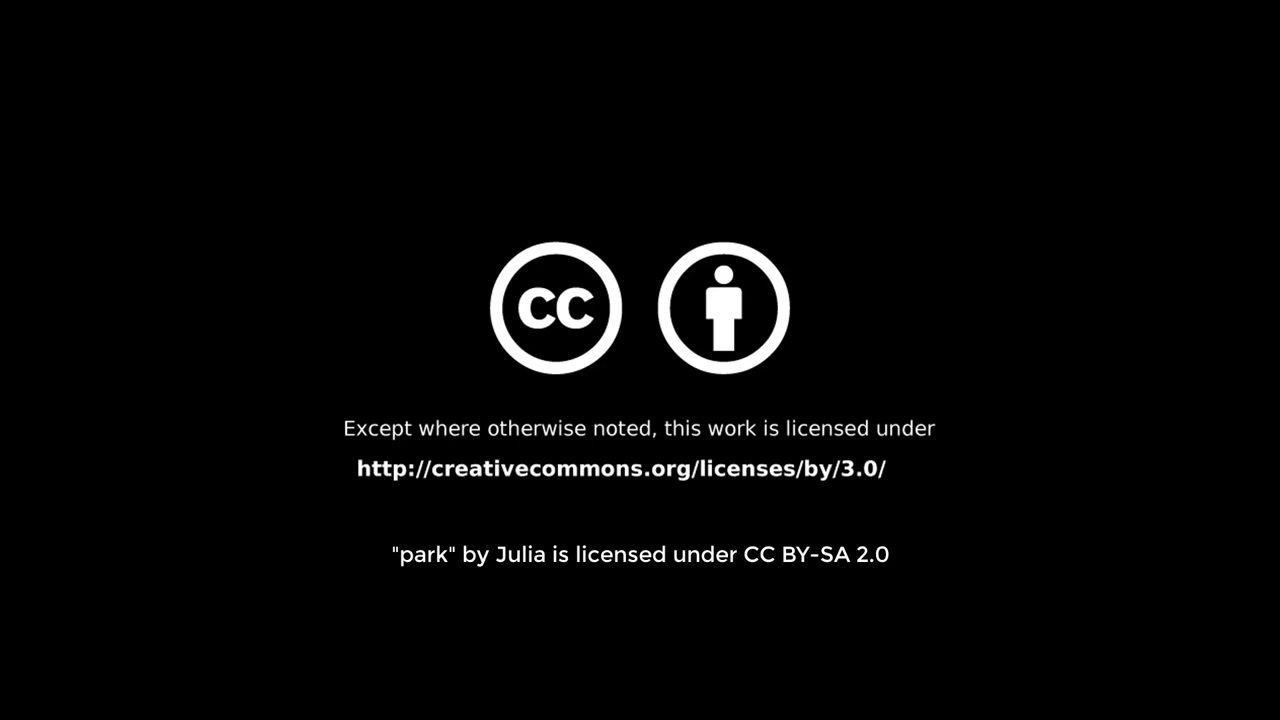 cc
Except where otherwise noted, this work is licensed under
http://creativecommons.org/licenses/by/3.0/
"park" by Julia is licensed under CC BY-SA 2.0